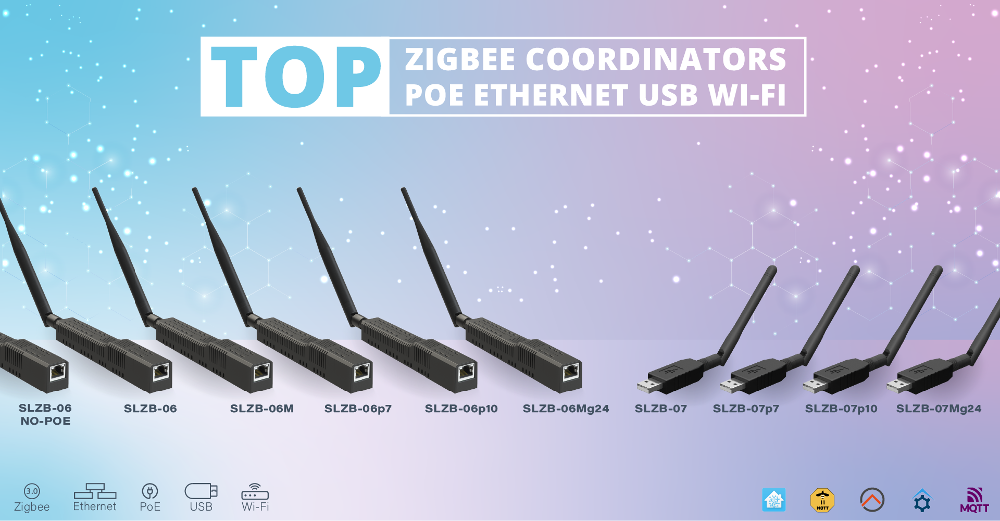 TOP
ZIGBEE COORDINATORS
POE ETHERNET USB WI-FI
SLZB-06
NO-POE
SLZB-06
SLZB-06M
SLZB-06p7
SLZB-06p10
SLZB-06Mg24
SLZB-07
SLZB-07p7
SLZB-07p10
SLZB-07Mg24
3.0
Zigbee
Ethernet
PoE
USB
Wi-Fi
MQTT
MQTT